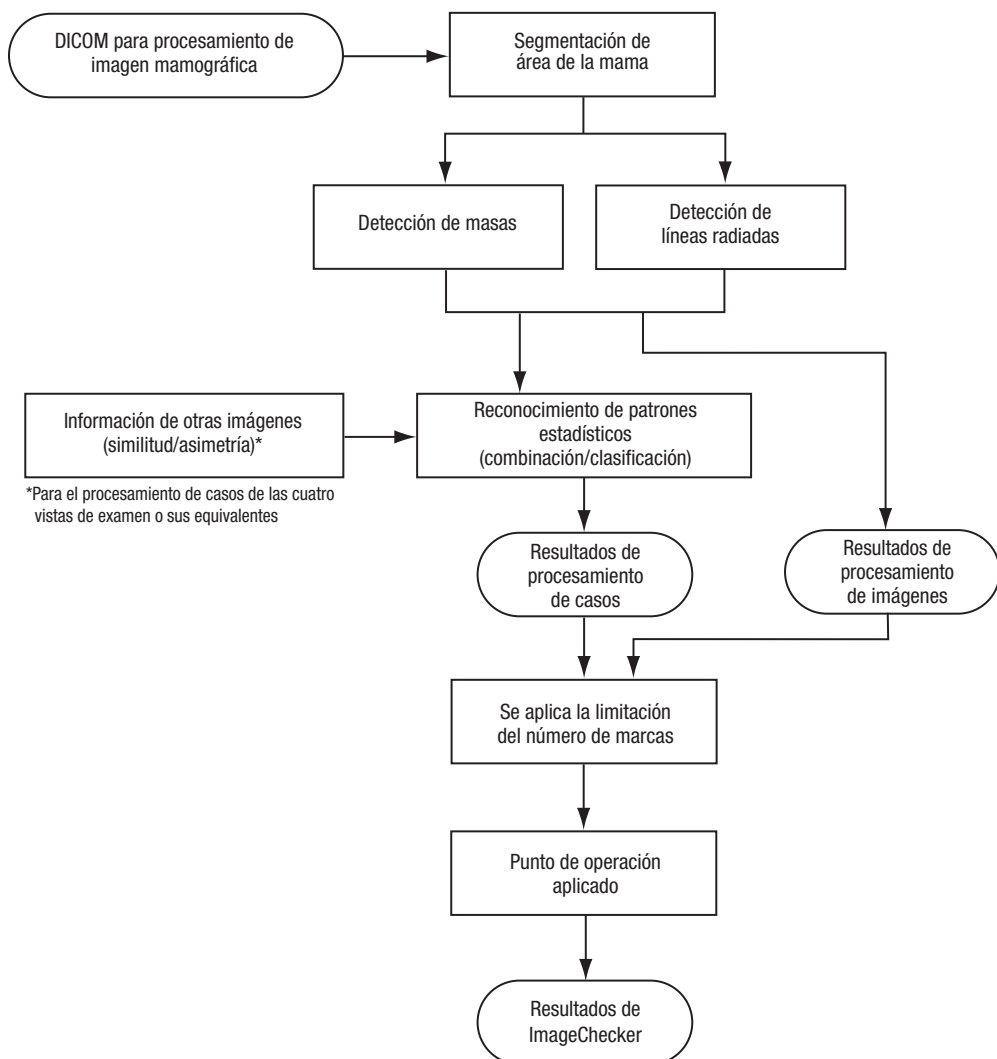 DICOM para procesamiento de
imagen mamográfica
Segmentación de
área de la mama
Detección de masas
Detección de
líneas radiadas
Información de otras imágenes
(similitud/asimetría)*
*Para el procesamiento de casos de las cuatro
vistas de examen o sus equivalentes
Reconocimiento de patrones
estadísticos
(combinación/clasificación)
Resultados de
procesamiento
de casos
Resultados de
procesamiento
de imágenes
Se aplica la limitación
del número de marcas
Punto de operación
aplicado
Resultados de
ImageChecker